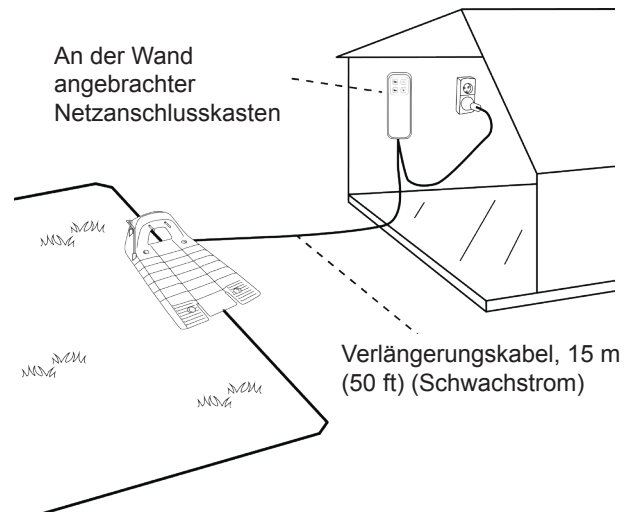 An der Wand
angebrachter
Netzanschlusskasten
Verlängerungskabel, 15 m
(50 ft) (Schwachstrom)